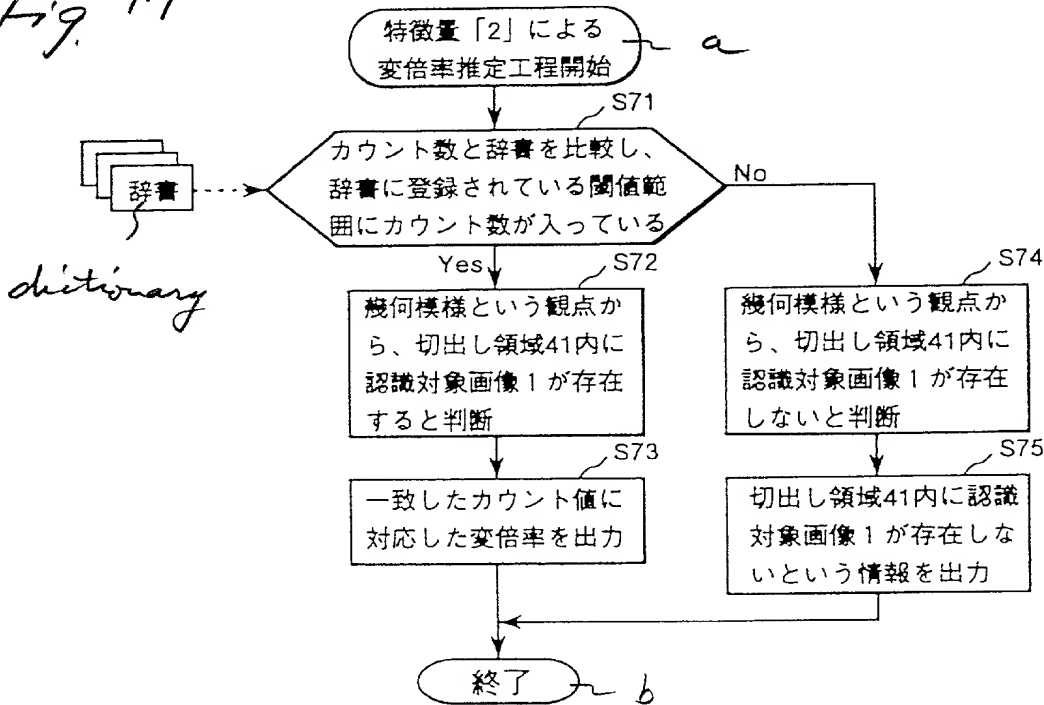 Fig.
特徴量「2」による
変倍率推定工程開始
a
S71
カウント数と辞書を比較し、
辞書に登録されている閾値範
囲にカウント数が入っている
辞書
dictionary
No
Yes
S72
幾何模様という観点か
ら、切出し領域41内に
認識対象画像1が存在
すると判断
S74
幾何模様という観点か
ら、切出し領域41内に
認識対象画像1が存在
しないと判断
S73
一致したカウント値に
対応した変倍率を出力
S75
切出し領域41内に認識
対象画像1が存在しな
いという情報を出力
終了
b